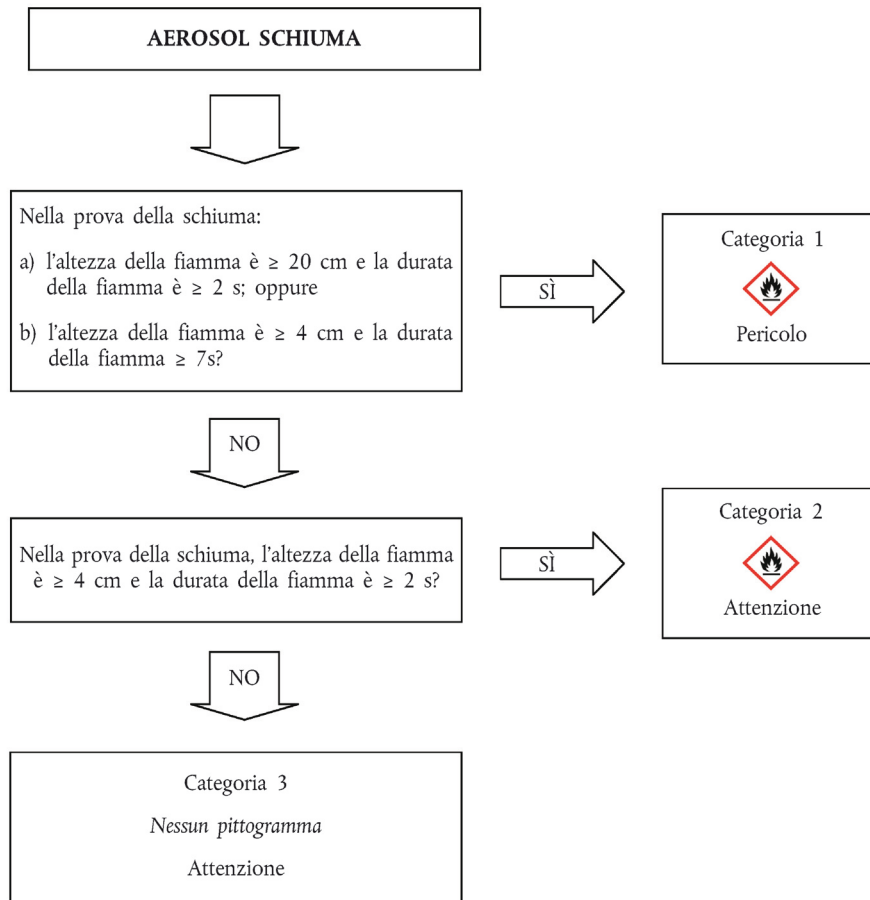 AEROSOL SCHIUMA
Nella prova della schiuma:
a) l'altezza della fiamma è ≥ 20 cm e la durata
della fiamma è ≥ 2 s; oppure
b) l'altezza della fiamma è ≥ 4 cm e la durata
della fiamma ≥ 7s?
SÌ
Categoria 1
Pericolo
NO
Nella prova della schiuma, l'altezza della fiamma
è ≥ 4 cm e la durata della fiamma è ≥ 2 s?
SÌ
Categoria 2
Attenzione
NO
Categoria 3
Nessun pittogramma
Attenzione